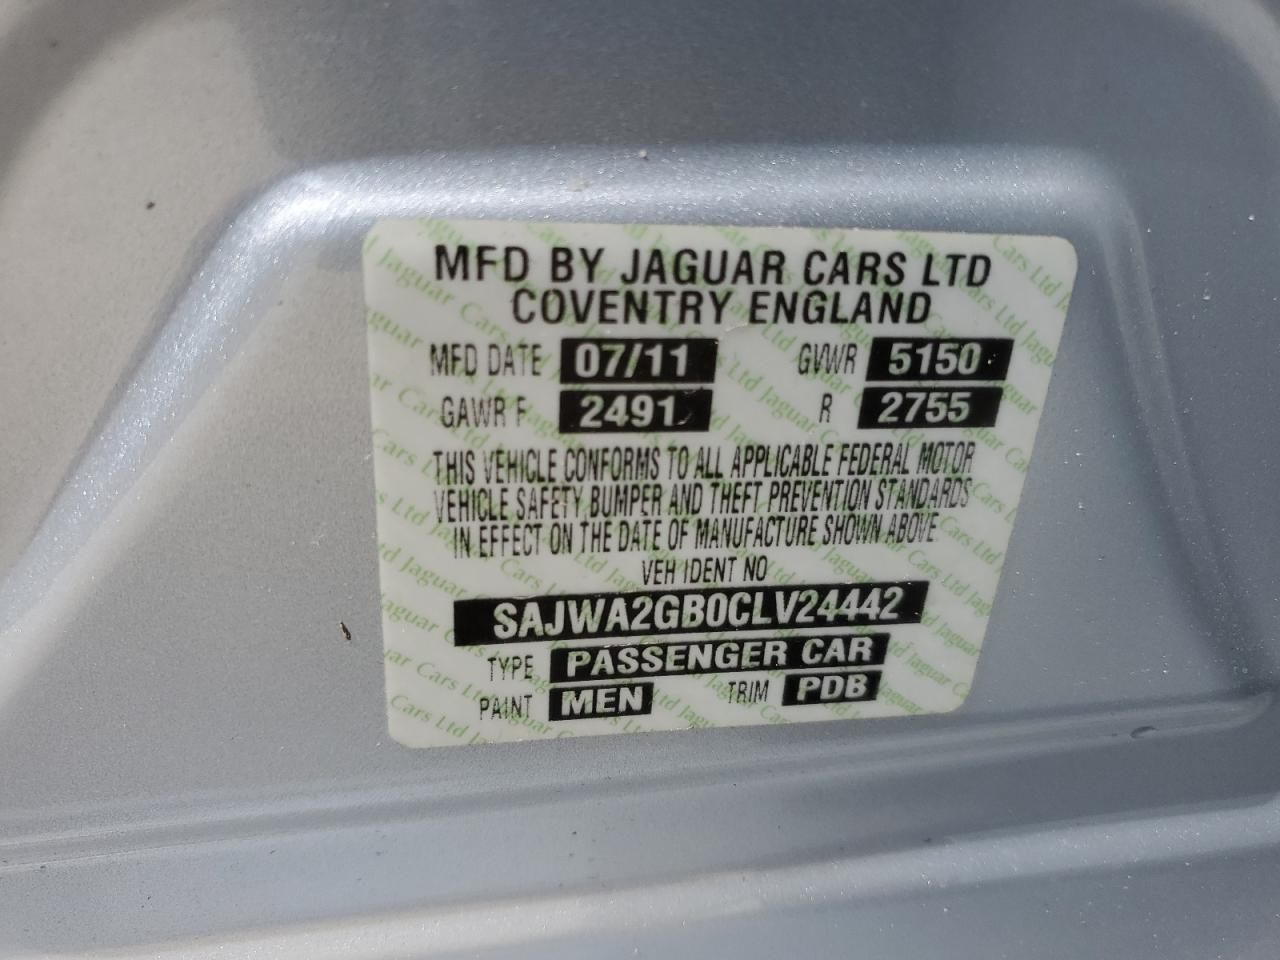 MFD BY JAGUAR CARS LTD
COVENTRY ENGLAND
MFD DATE 07/11 GVWR 5150
GAWR F 2491 R 2755
THIS VEHICLE CONFORMS TO ALL APPLICABLE FEDERAL MOTOR
VEHICLE SAFETY BUMPER AND THEFT PREVENTION STANDARDS
IN EFFECT ON THE DATE OF MANUFACTURE SHOWN ABOVE.
VEH IDENT NO
SAJWA2GB0CLV24442
TYPE PASSENGER CAR
PAINT MEN TRIM PDB